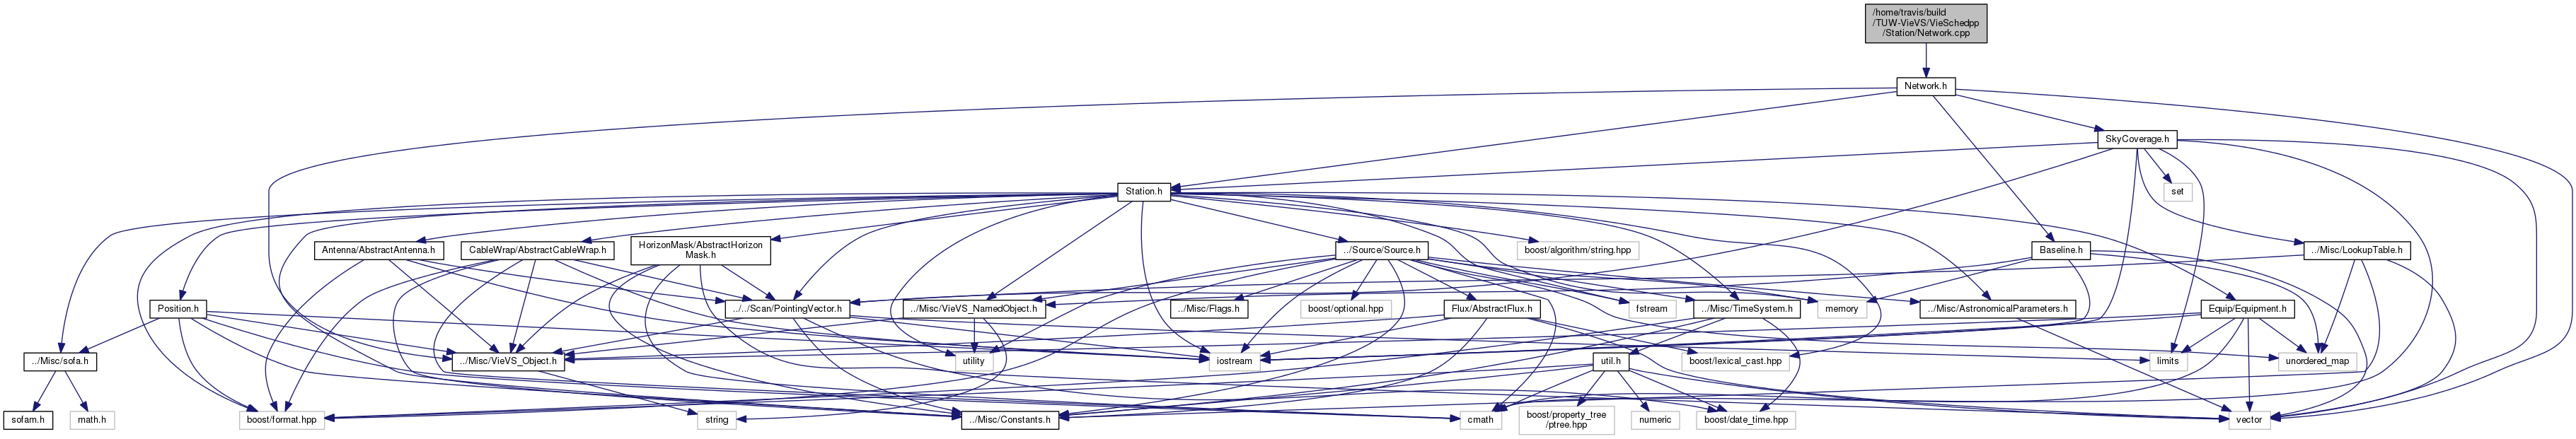 /home/travis/build
/TUW-VieVS/VieSchedpp
/Station/Network.cpp
Network.h
SkyCoverage.h
Station.h
set
Antenna/AbstractAntenna.h
CableWrap/AbstractCableWrap.h
HorizonMask/AbstractHorizon
Mask.h
../Source/Source.h
boost/algorithm/string.hpp
Baseline.h
../Misc/LookupTable.h
Position.h
../../Scan/PointingVector.h
../Misc/VieVS_NamedObject.h
../Misc/Flags.h
boost/optional.hpp
Flux/AbstractFlux.h
fstream
../Misc/TimeSystem.h
memory
../Misc/AstronomicalParameters.h
Equip/Equipment.h
../Misc/sofa.h
../Misc/VieVS_Object.h
utility
iostream
util.h
boost/lexical_cast.hpp
limits
unordered_map
sofam.h
math.h
boost/format.hpp
string
../Misc/Constants.h
cmath
boost/property_tree
/ptree.hpp
numeric
boost/date_time.hpp
vector